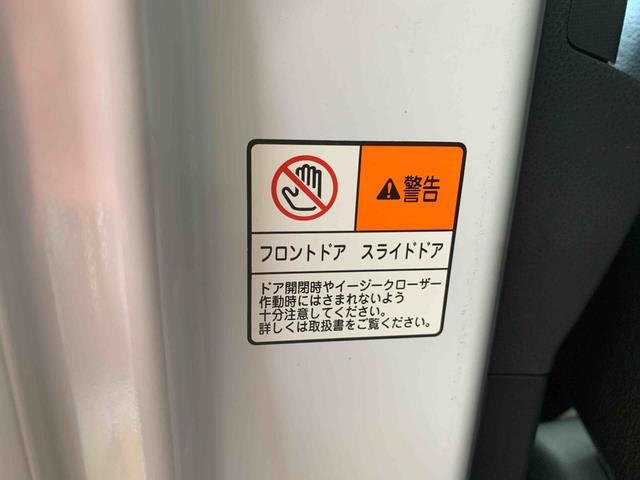 警告
フロントドア スライドドア
ドア開閉時やイージークローザー
作動時にはさまれないよう
十分注意してください。
詳しくは取扱書をご覧ください。